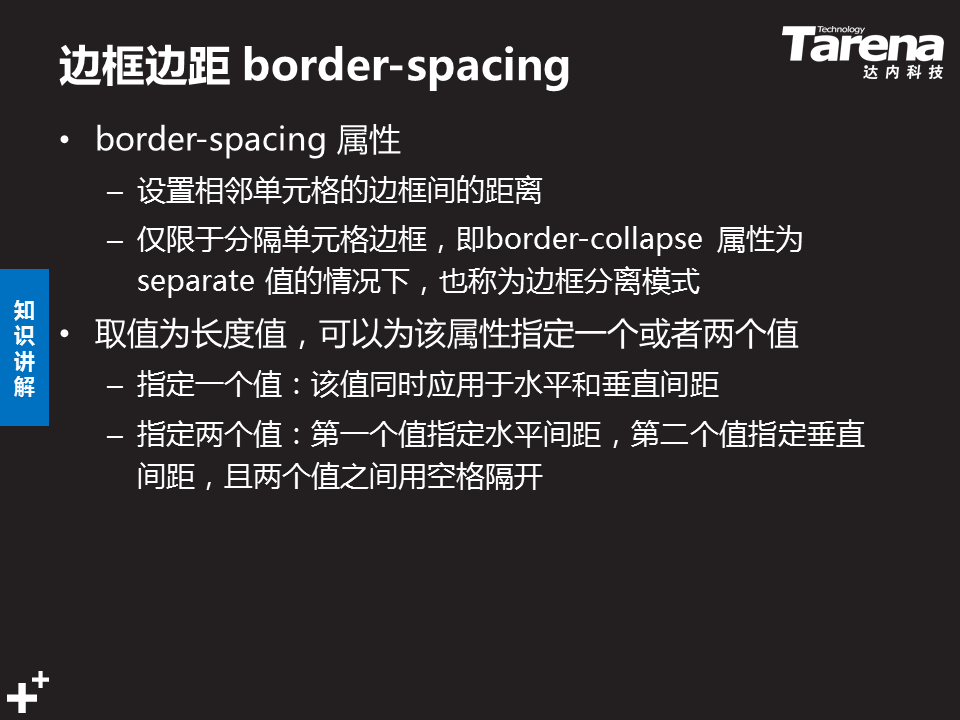 边框边距 border-spacing
Technology
Tarena
达内科技
• border-spacing 属性
– 设置相邻单元格的边框间的距离
– 仅限于分隔单元格边框，即border-collapse 属性为
separate 值的情况下，也称为边框分离模式
• 取值为长度值，可以为该属性指定一个或者两个值
– 指定一个值：该值同时应用于水平和垂直间距
– 指定两个值：第一个值指定水平间距，第二个值指定垂直
间距，且两个值之间用空格隔开
知
识
讲
解